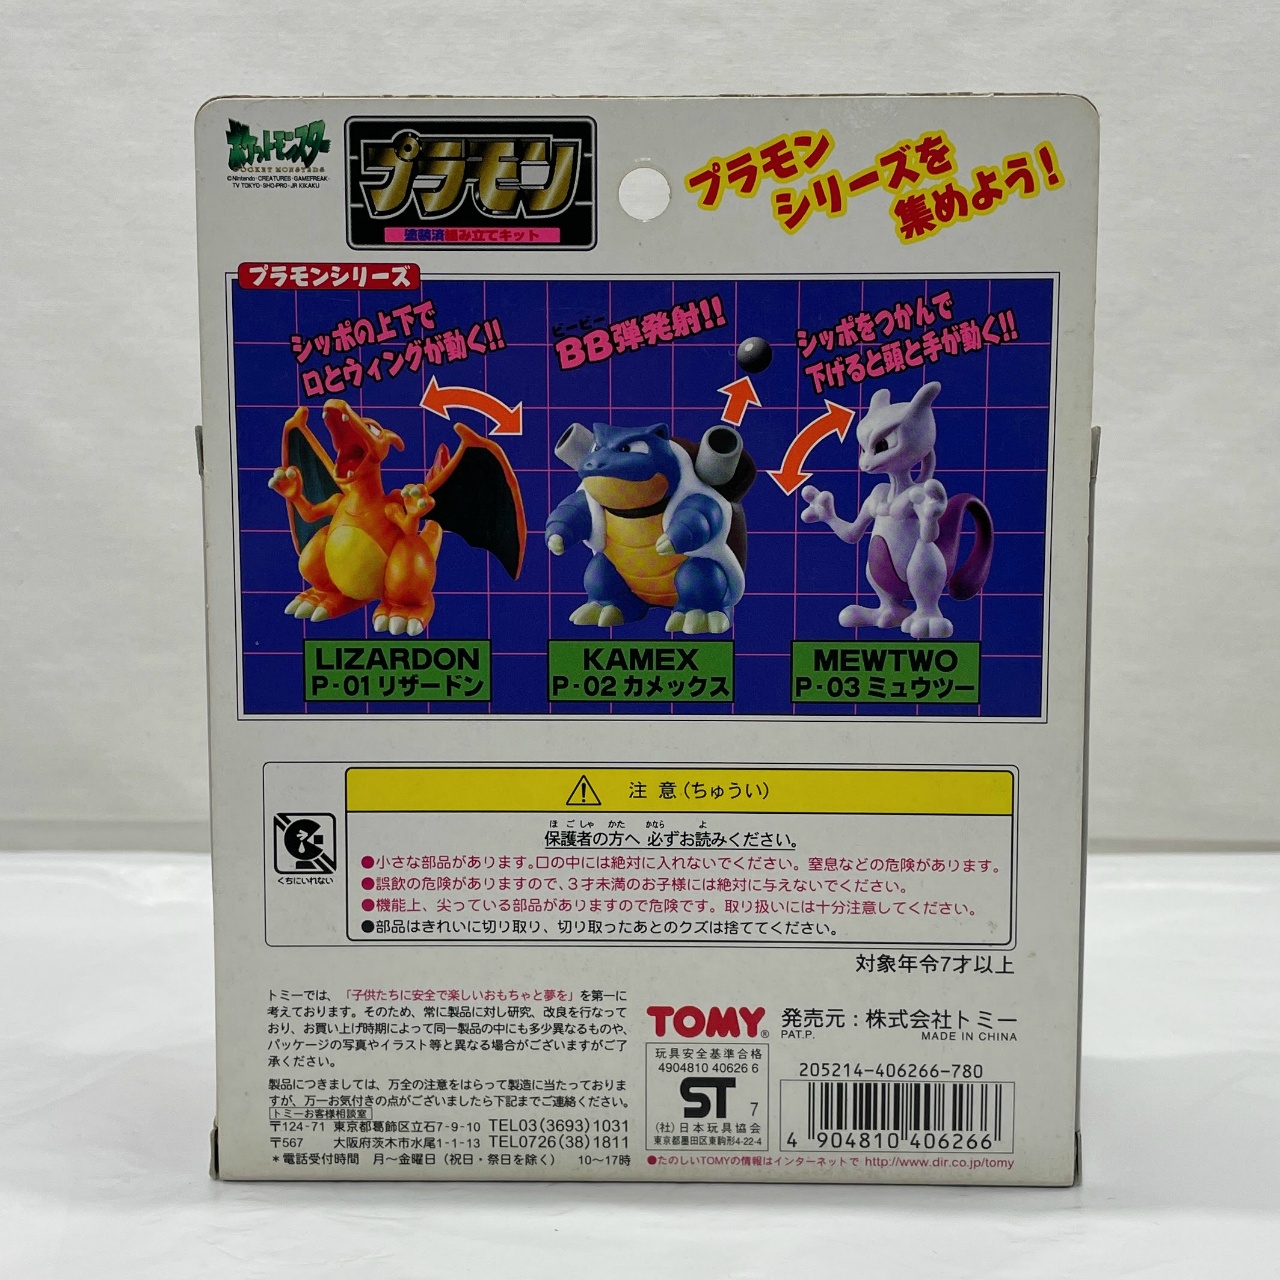 ポケットモンスター
POCKET MONSTERS
©Nintendo・CREATURES・GAMEFREAK・
TV TOKYO・SHO-PRO・JR KIKAKU
プラモン
塗装済組み立てキット
プラモン
シリーズを
集めよう!
プラモンシリーズ
シッポの上下で
口とウィングが動く!!
ビービー
BB弾発射!!
シッポをつかんで
下げると頭と手が動く!!
LIZARDON
P-01 リザードン
KAMEX
P-02 カメックス
MEWTWO
P-03 ミュウツー
注意(ちゅうい)
ほごしゃ かた かなら よ
保護者の方へ 必ずお読みください。
●小さな部品があります。口の中には絶対に入れないでください。窒息などの危険があります。
●誤飲の危険がありますので、3才未満のお子様には絶対に与えないでください。
●機能上、尖っている部品がありますので危険です。取り扱いには十分注意してください。
●部品はきれいに切り取り、切り取ったあとのクズは捨ててください。
くちにいれない
対象年令7才以上
トミーでは、「子供たちに安全で楽しいおもちゃと夢を」を第一に
考えております。そのため、常に製品に対し研究、改良を行なって
おり、お買い上げ時期によって同一製品の中にも多少異なるものや、
パッケージの写真やイラスト等と異なる場合がございますがご了
承ください。
製品につきましては、万全の注意をはらって製造に当たっておりま
すが、万一お気付きの点がございましたら下記までご連絡ください。
トミーお客様相談室
〒124-71 東京都葛飾区立石7-9-10 TEL03(3693)1031
〒567 大阪府茨木市水尾1-1-13 TEL0726(38)1811
*電話受付時間 月〜金曜日(祝日・祭日を除く) 10〜17時
TOMY®
発売元:株式会社トミー
PAT.P. MADE IN CHINA
玩具安全基準合格
4904810 40626 6
ST 7
(社)日本玩具協会
東京都墨田区東駒形4-22-4
205214-406266-780
4 904810 406266
●たのしいTOMYの情報はインターネットで http://www.dir.co.jp/tomy